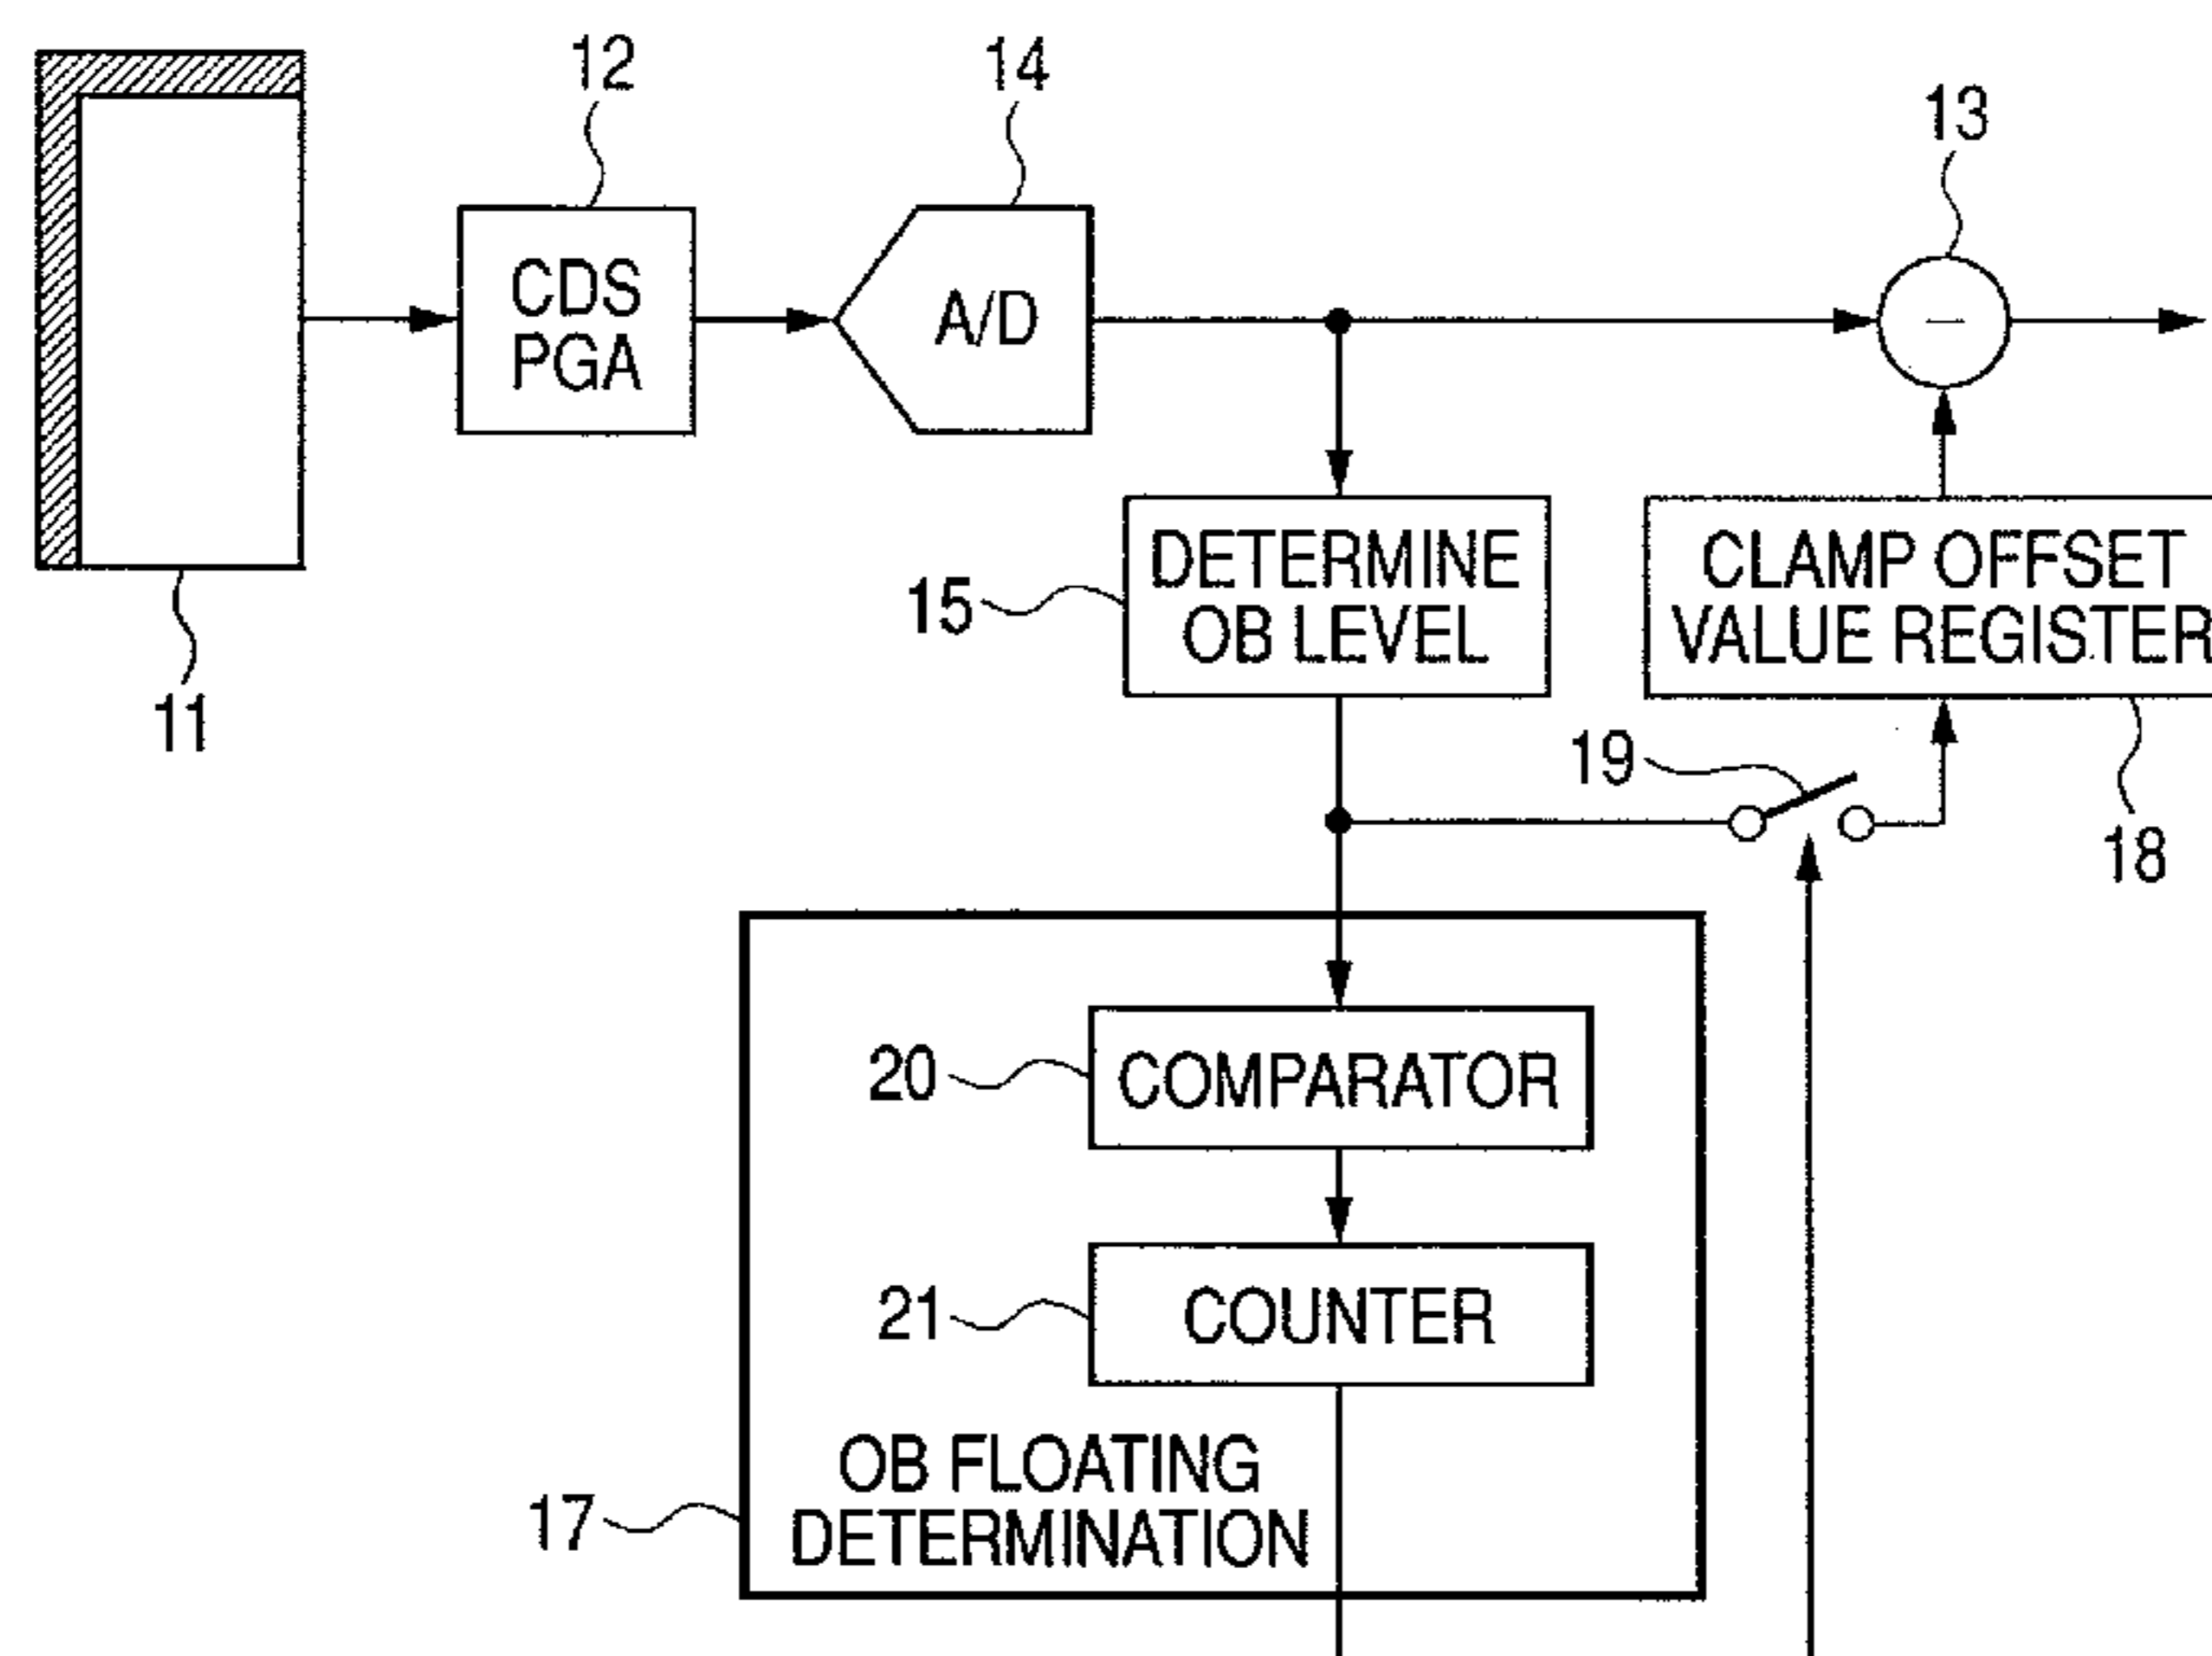 12
14
13
CDS
PGA
A/D
–
DETERMINE
OB LEVEL
CLAMP OFFSET
VALUE REGISTER
15
11
19
18
20
COMPARATOR
21
COUNTER
OB FLOATING
DETERMINATION
17